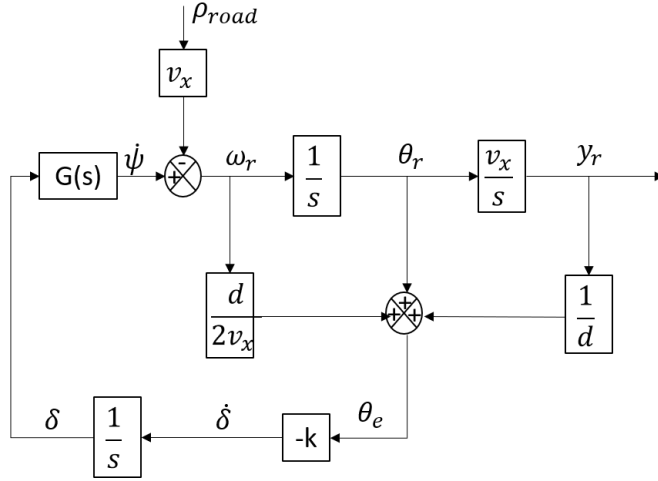 ρ_road
v_x
G(s)
ψ̇
-
+
ω_r
1/s
θ_r
v_x/s
y_r
d/2v_x
+
+
+
1/d
δ
1/s
δ̇
-k
θ_e